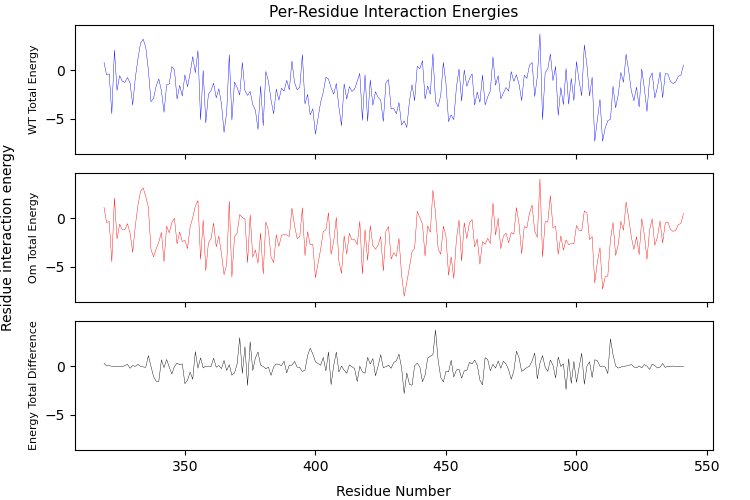 Per-Residue Interaction Energies
Residue interaction energy
WT Total Energy
0
−5
Om Total Energy
0
−5
Energy Total Difference
0
−5
350 400 450 500 550
Residue Number